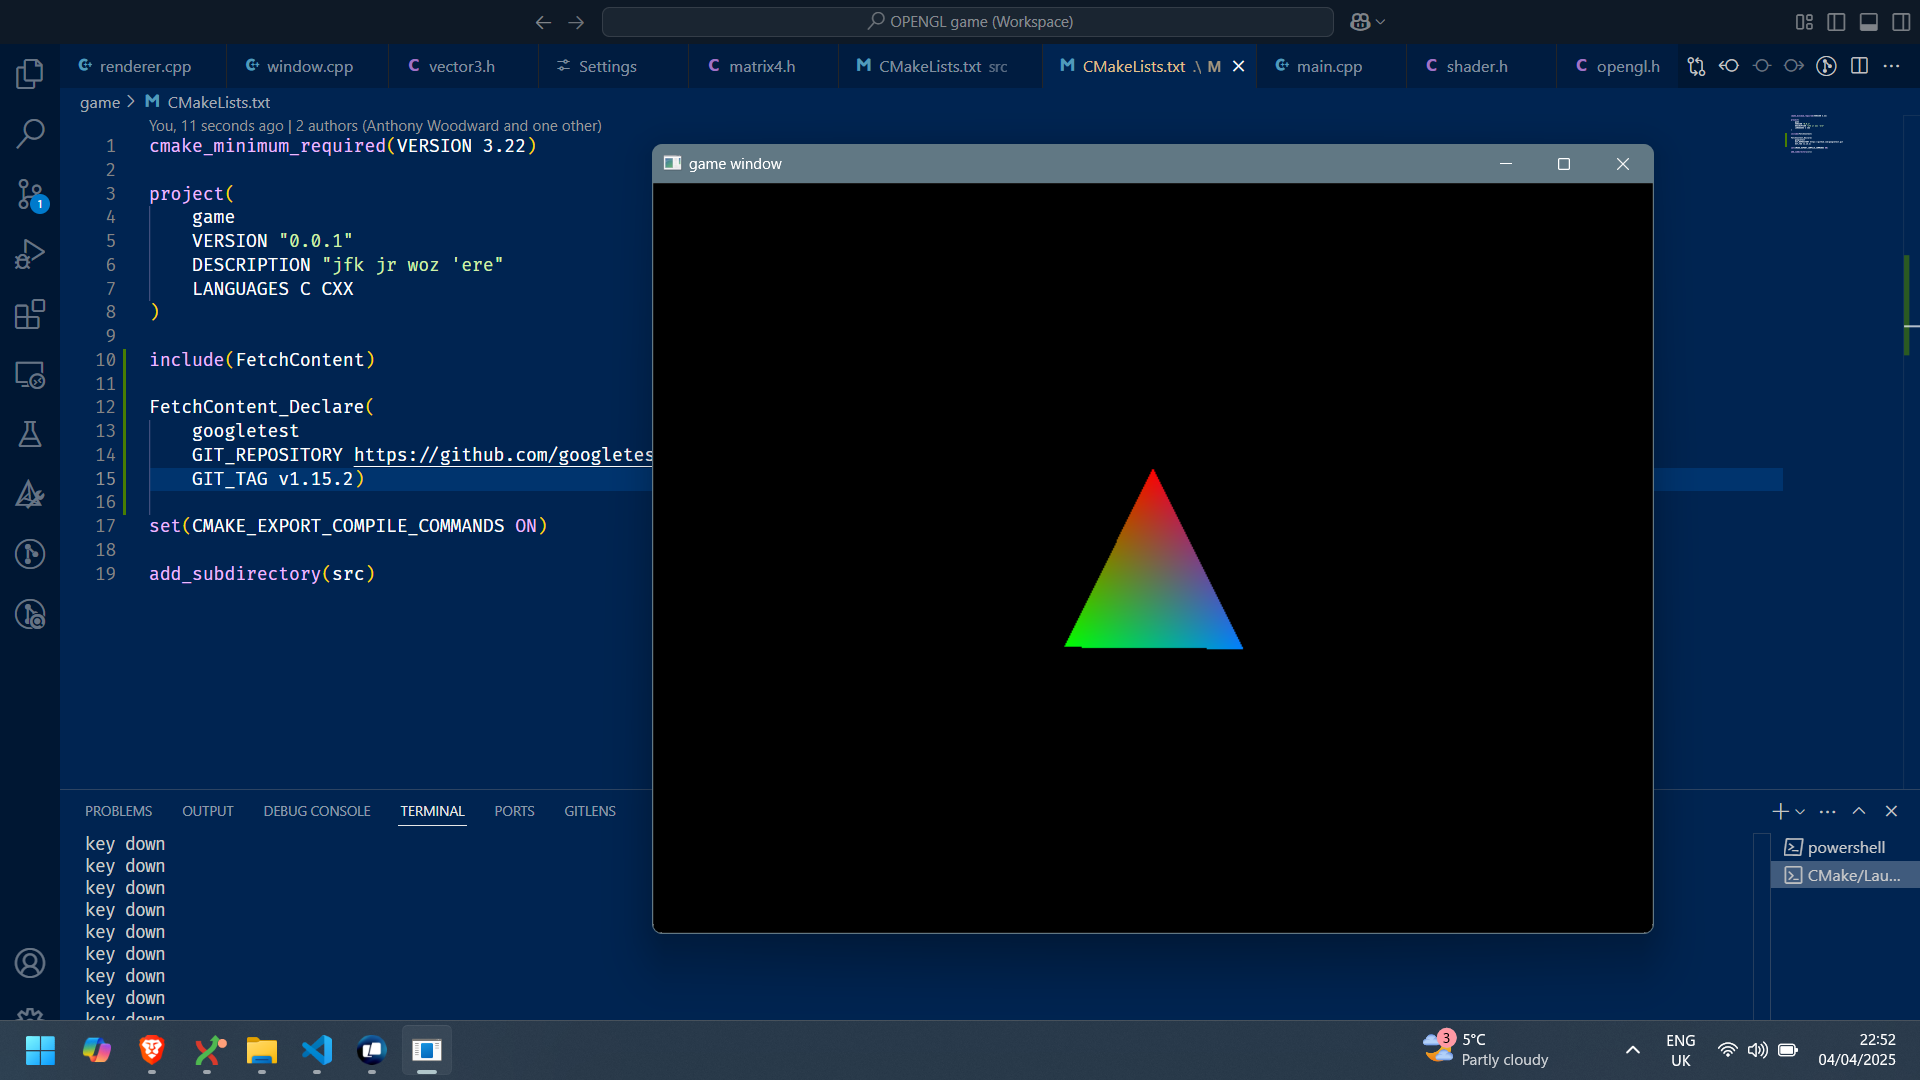 OPENGL game (Workspace)
renderer.cpp
window.cpp
vector3.h
Settings
matrix4.h
CMakeLists.txt src
CMakeLists.txt .\ M
main.cpp
shader.h
opengl.h
game > CMakeLists.txt
You, 11 seconds ago | 2 authors (Anthony Woodward and one other)
1 cmake_minimum_required(VERSION 3.22)
2
3 project(
4 game
5 VERSION "0.0.1"
6 DESCRIPTION "jfk jr woz 'ere"
7 LANGUAGES C CXX
8 )
9
10 include(FetchContent)
11
12 FetchContent_Declare(
13 googletest
14 GIT_REPOSITORY https://github.com/googletes
15 GIT_TAG v1.15.2)
16
17 set(CMAKE_EXPORT_COMPILE_COMMANDS ON)
18
19 add_subdirectory(src)
1
game window
PROBLEMS OUTPUT DEBUG CONSOLE TERMINAL PORTS GITLENS
key down
key down
key down
key down
key down
key down
key down
key down
key down
powershell
CMake/Lau...
3
5°C
Partly cloudy
ENG
UK
22:52
04/04/2025